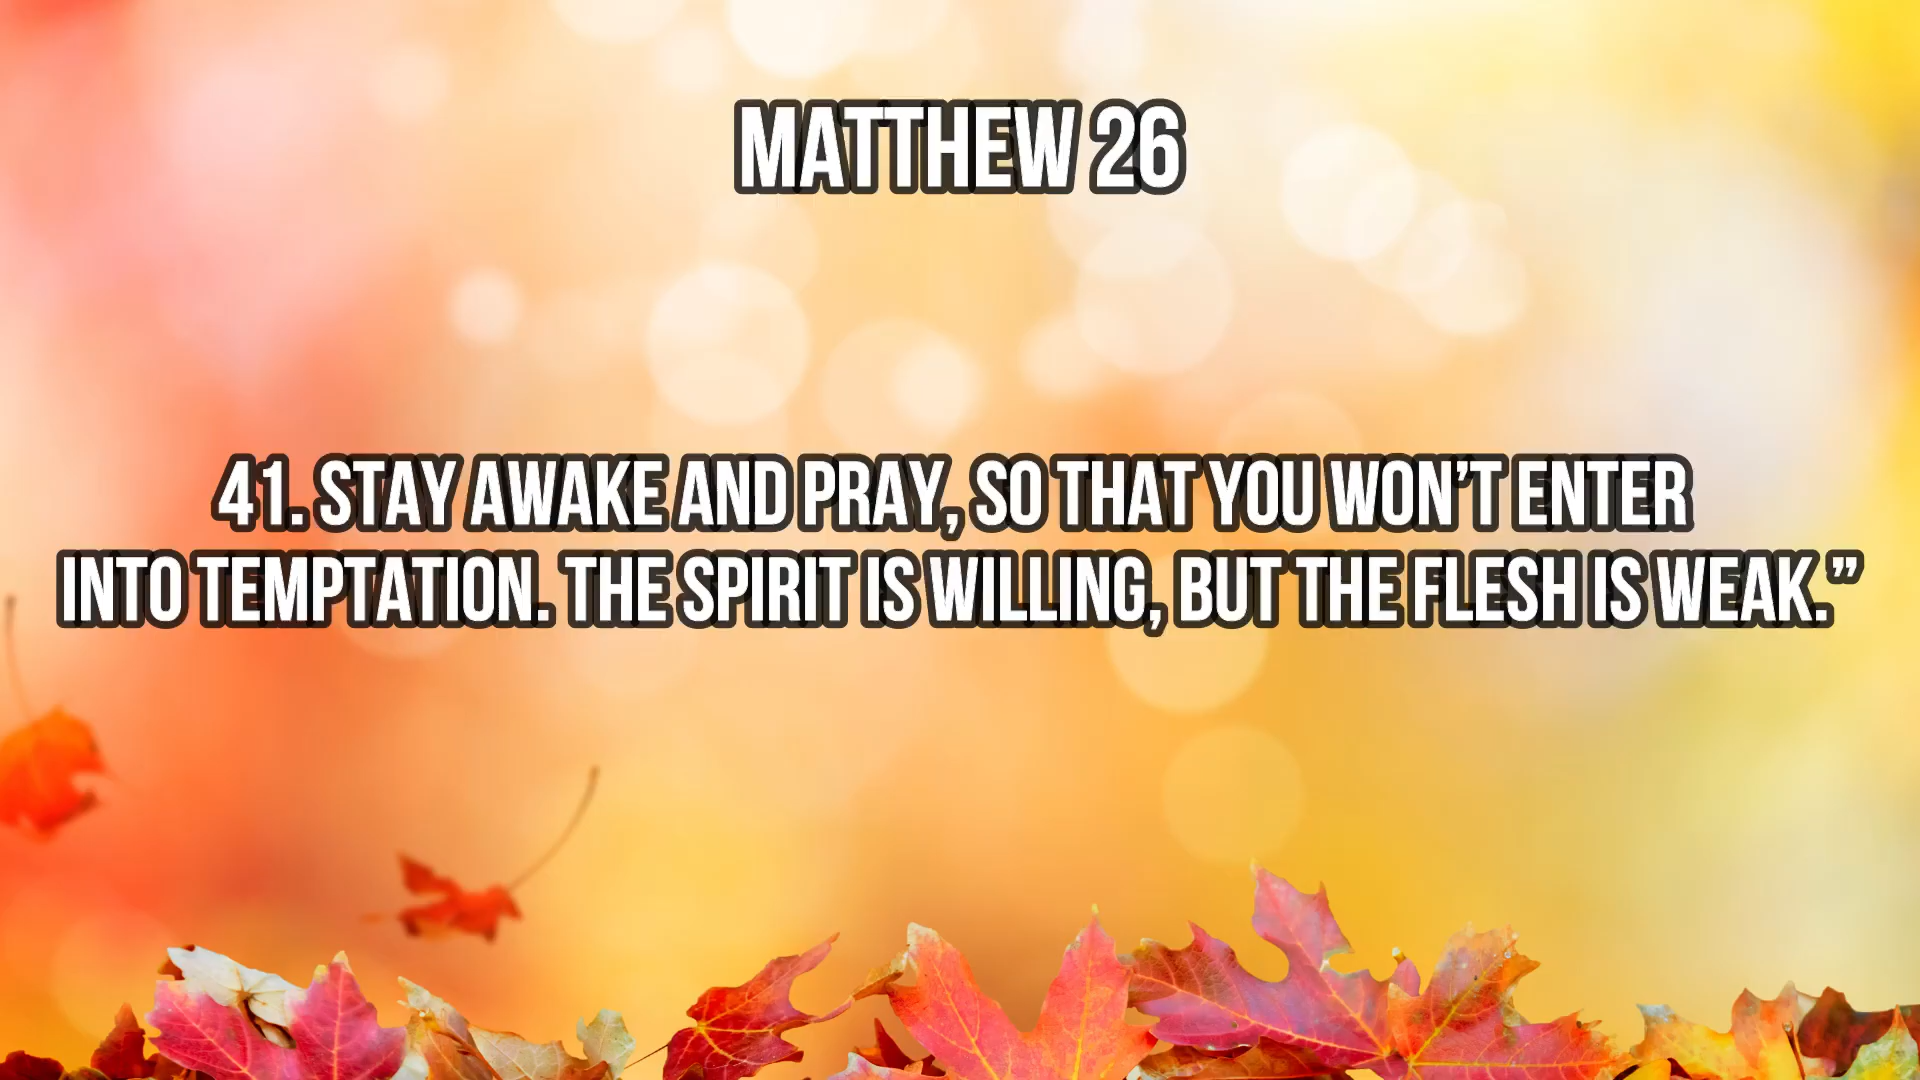 MATTHEW 26
41. STAY AWAKE AND PRAY, SO THAT YOU WON’T ENTER
INTO TEMPTATION. THE SPIRIT IS WILLING, BUT THE FLESH IS WEAK.”